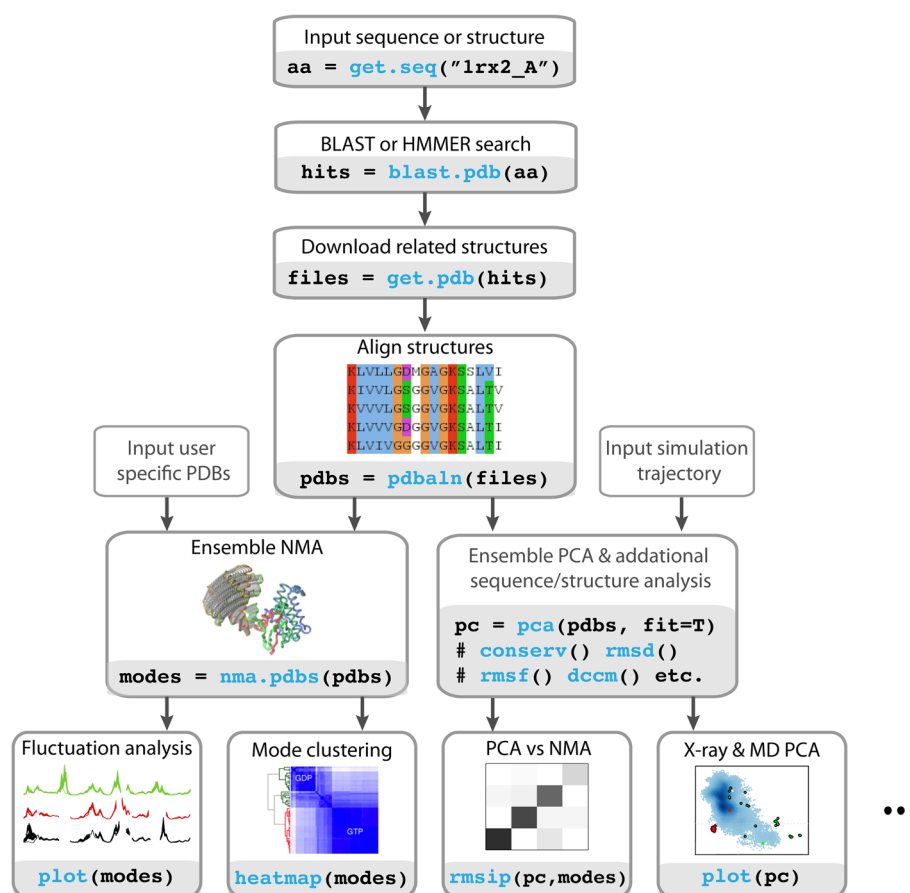 Input sequence or structure
aa = get.seq(”1rx2_A”)
BLAST or HMMER search
hits = blast.pdb(aa)
Download related structures
files = get.pdb(hits)
Align structures
KLVLLGDMGAGKSSLVI
KIVVLGSGGVGKSALTV
KVVVLGSGGVGKSALTV
KLVVVGDGGVGKSALTI
KLVIVGGGGVGKSALTI
pdbs = pdbaln(files)
Input user
specific PDBs
Input simulation
trajectory
Ensemble NMA
modes = nma.pdbs(pdbs)
Ensemble PCA & addational
sequence/structure analysis
pc = pca(pdbs, fit=T)
# conserv() rmsd()
# rmsf() dccm() etc.
Fluctuation analysis
plot(modes)
Mode clustering
GDP
GTP
heatmap(modes)
PCA vs NMA
rmsip(pc,modes)
X-ray & MD PCA
plot(pc)